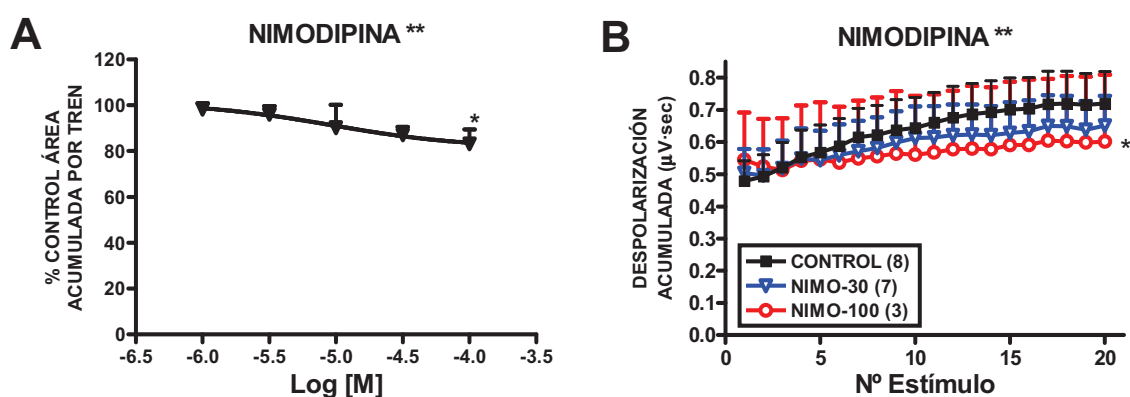 A
NIMODIPINA **
% CONTROL ÁREA
ACUMULADA POR TREN
120
100
80
60
40
20
0
*
-6.5
-6.0
-5.5
-5.0
-4.5
-4.0
-3.5
Log [M]
B
NIMODIPINA **
DESPOLARIZACIÓN
ACUMULADA (µV·sec)
0.8
0.7
0.6
0.5
0.4
0.3
0.2
0.1
0.0
*
CONTROL (8)
NIMO-30 (7)
NIMO-100 (3)
0
5
10
15
20
Nº Estímulo